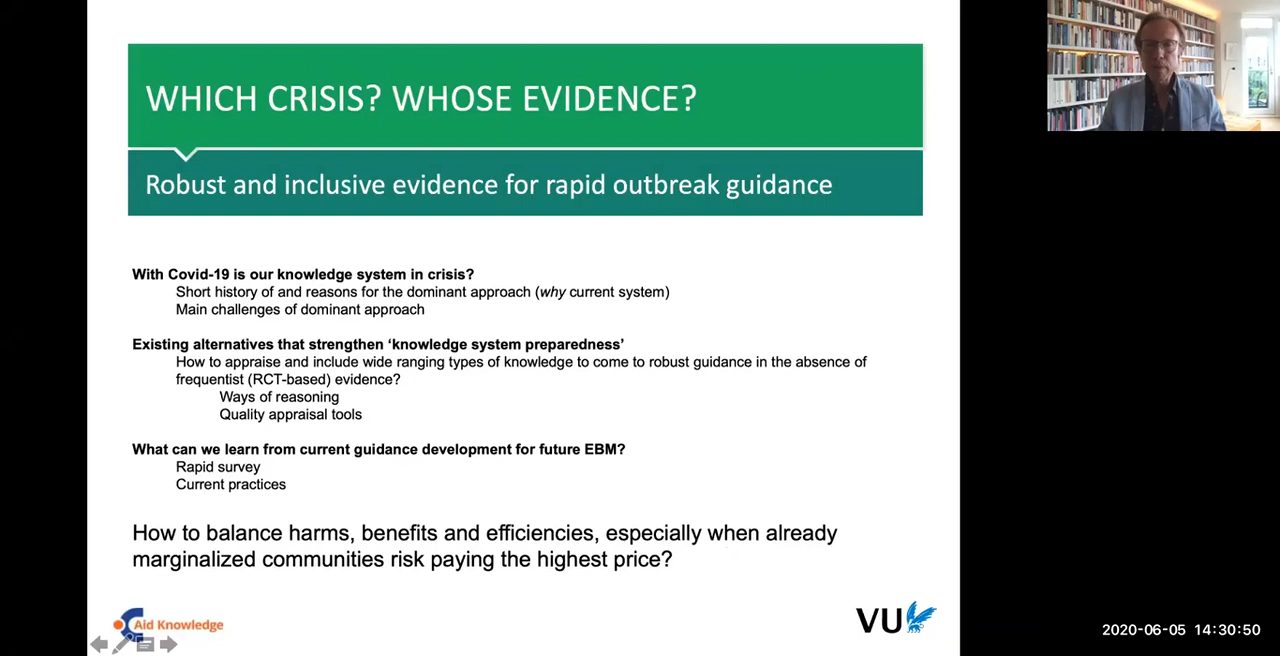 WHICH CRISIS? WHOSE EVIDENCE?
Robust and inclusive evidence for rapid outbreak guidance
With Covid-19 is our knowledge system in crisis?
Short history of and reasons for the dominant approach (why current system)
Main challenges of dominant approach
Existing alternatives that strengthen ‘knowledge system preparedness’
How to appraise and include wide ranging types of knowledge to come to robust guidance in the absence of
frequentist (RCT-based) evidence?
Ways of reasoning
Quality appraisal tools
What can we learn from current guidance development for future EBM?
Rapid survey
Current practices
How to balance harms, benefits and efficiencies, especially when already
marginalized communities risk paying the highest price?
Aid Knowledge
VU
2020-06-05 14:30:50